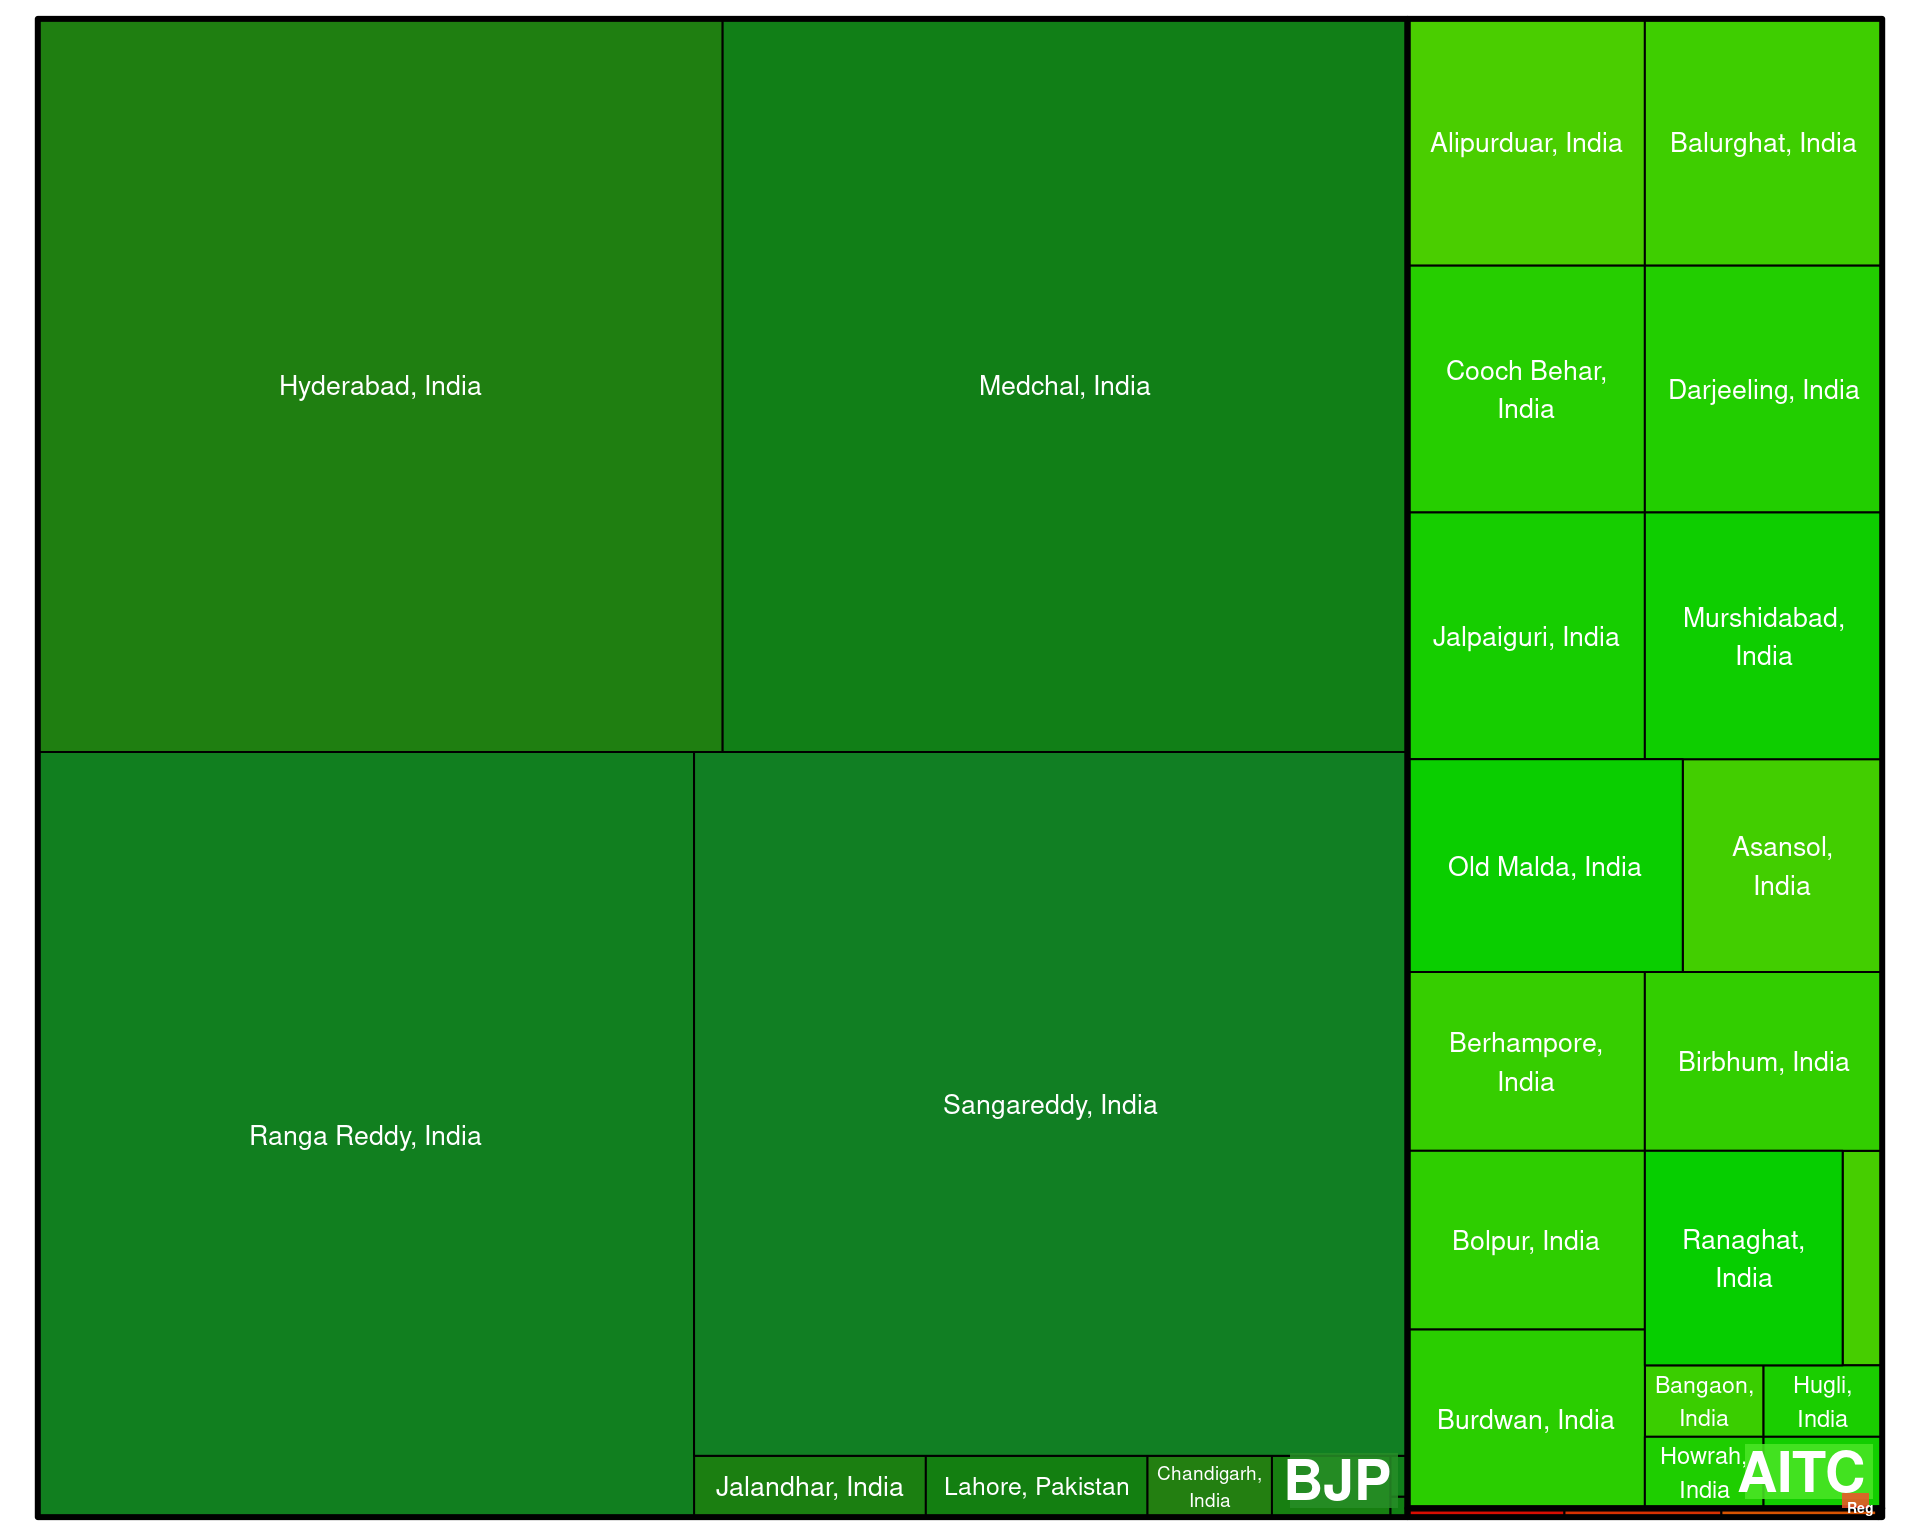 Hyderabad, India
Medchal, India
Ranga Reddy, India
Sangareddy, India
Jalandhar, India
Lahore, Pakistan
Chandigarh,
India
BJP
Alipurduar, India
Balurghat, India
Cooch Behar,
India
Darjeeling, India
Jalpaiguri, India
Murshidabad,
India
Old Malda, India
Asansol,
India
Berhampore,
India
Birbhum, India
Bolpur, India
Ranaghat,
India
Burdwan, India
Bangaon,
India
Hugli,
India
Howrah,
India
AITC
Reg